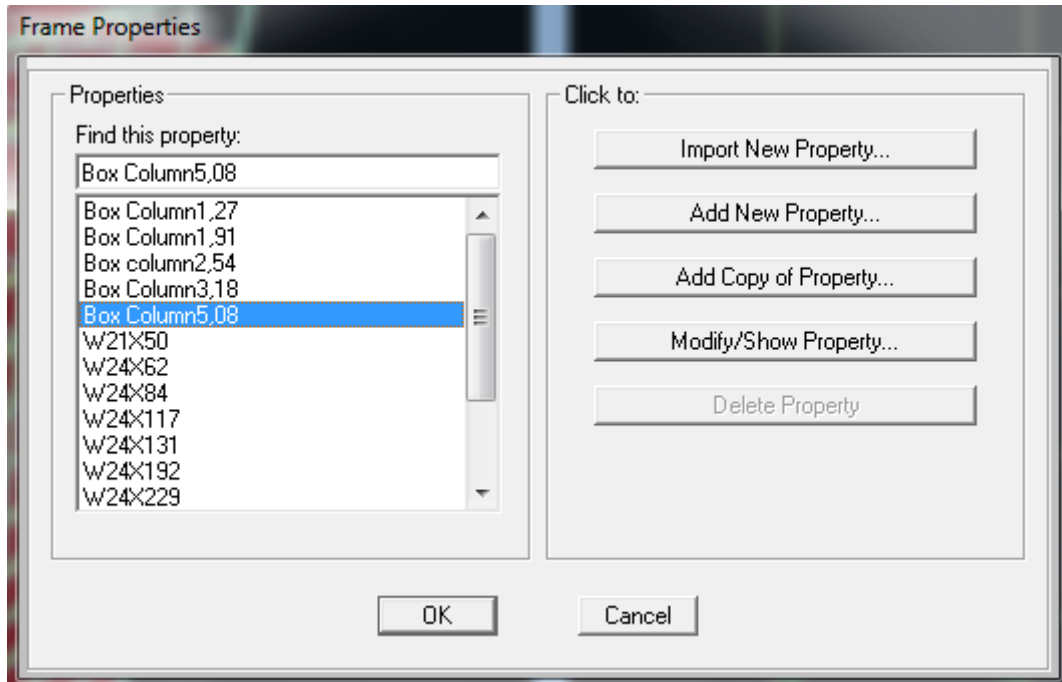 Frame Properties
Properties
Find this property:
Box Column5,08
Box Column1,27
Box Column1,91
Box column2,54
Box Column3,18
Box Column5,08
W21X50
W24X62
W24X84
W24X117
W24X131
W24X192
W24X229
Click to:
Import New Property...
Add New Property...
Add Copy of Property...
Modify/Show Property...
Delete Property
OK
Cancel